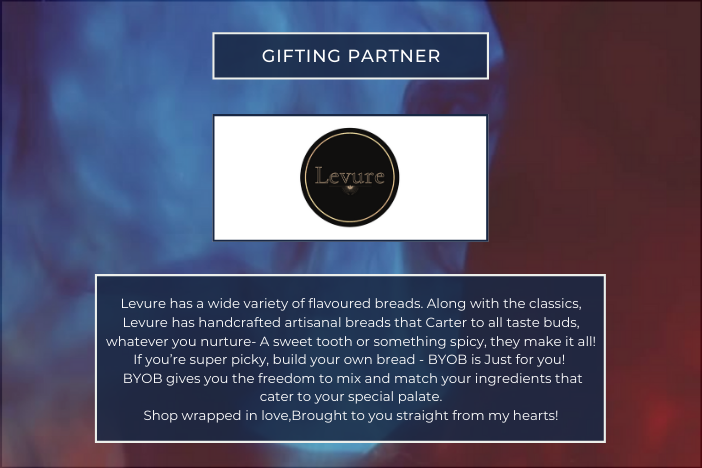 GIFTING PARTNER
Levure
Levure has a wide variety of flavoured breads. Along with the classics,
Levure has handcrafted artisanal breads that Carter to all taste buds,
whatever you nurture- A sweet tooth or something spicy, they make it all!
If you're super picky, build your own bread - BYOB is Just for you!
BYOB gives you the freedom to mix and match your ingredients that
cater to your special palate.
Shop wrapped in love,Brought to you straight from my hearts!